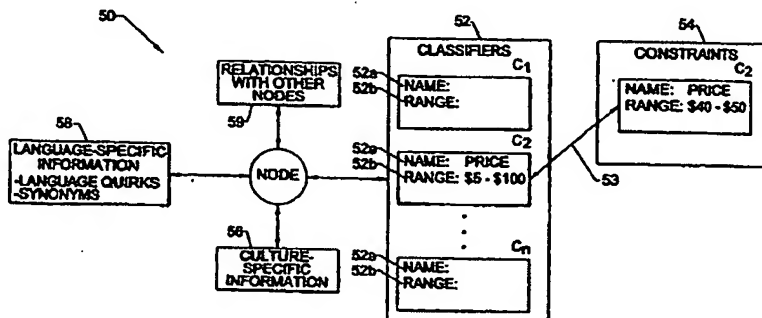 50
52
CLASSIFIERS
C1
52a
NAME:
52b
RANGE:
C2
52a
NAME: PRICE
52b
RANGE: $5 - $100
Cn
52a
NAME:
52b
RANGE:
54
CONSTRAINTS
C2
NAME: PRICE
RANGE: $40 - $50
53
RELATIONSHIPS
WITH OTHER
NODES
59
58
LANGUAGE-SPECIFIC
INFORMATION
-LANGUAGE QUIRKS
-SYNONYMS
NODE
56
CULTURE-
SPECIFIC
INFORMATION